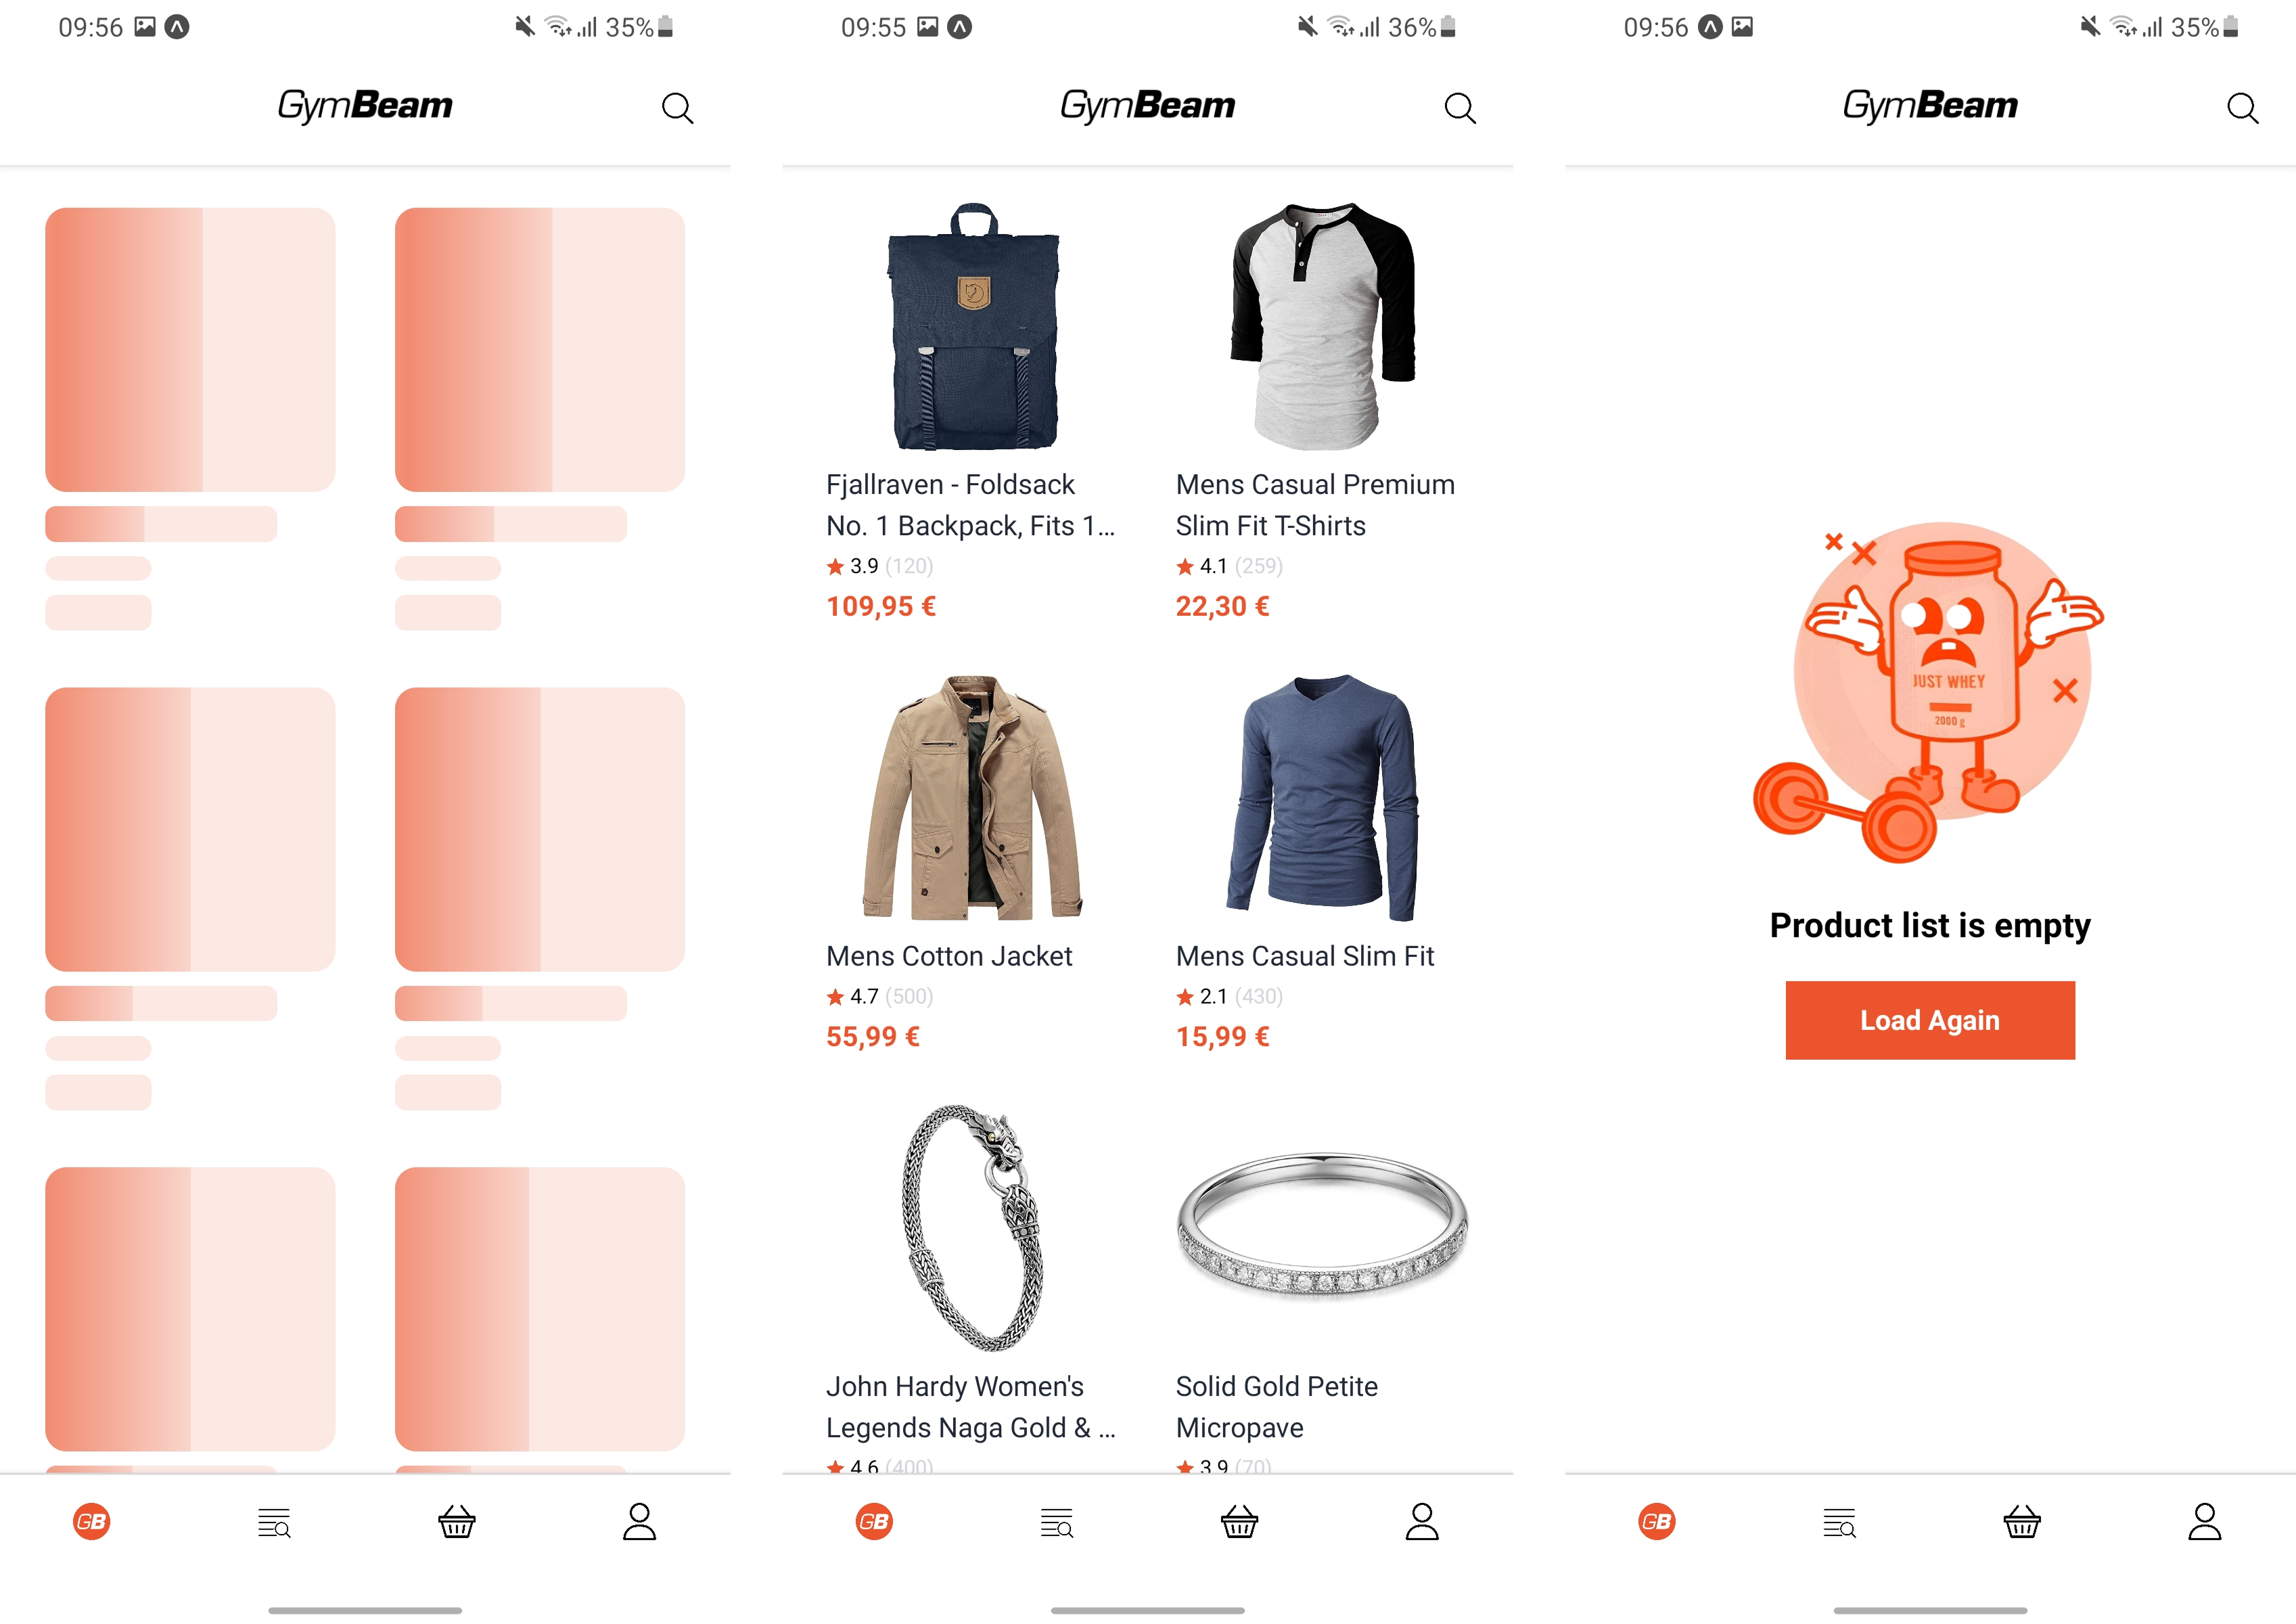 09:56
35%
GymBeam
GB
09:55
36%
GymBeam
Fjallraven - Foldsack
No. 1 Backpack, Fits 1...
3.9 (120)
109,95 €
Mens Casual Premium
Slim Fit T-Shirts
4.1 (259)
22,30 €
Mens Cotton Jacket
4.7 (500)
55,99 €
Mens Casual Slim Fit
2.1 (430)
15,99 €
John Hardy Women's
Legends Naga Gold & ...
4.6 (400)
Solid Gold Petite
Micropave
3.9 (70)
GB
09:56
35%
GymBeam
JUST WHEY
2000 g
Product list is empty
Load Again
GB